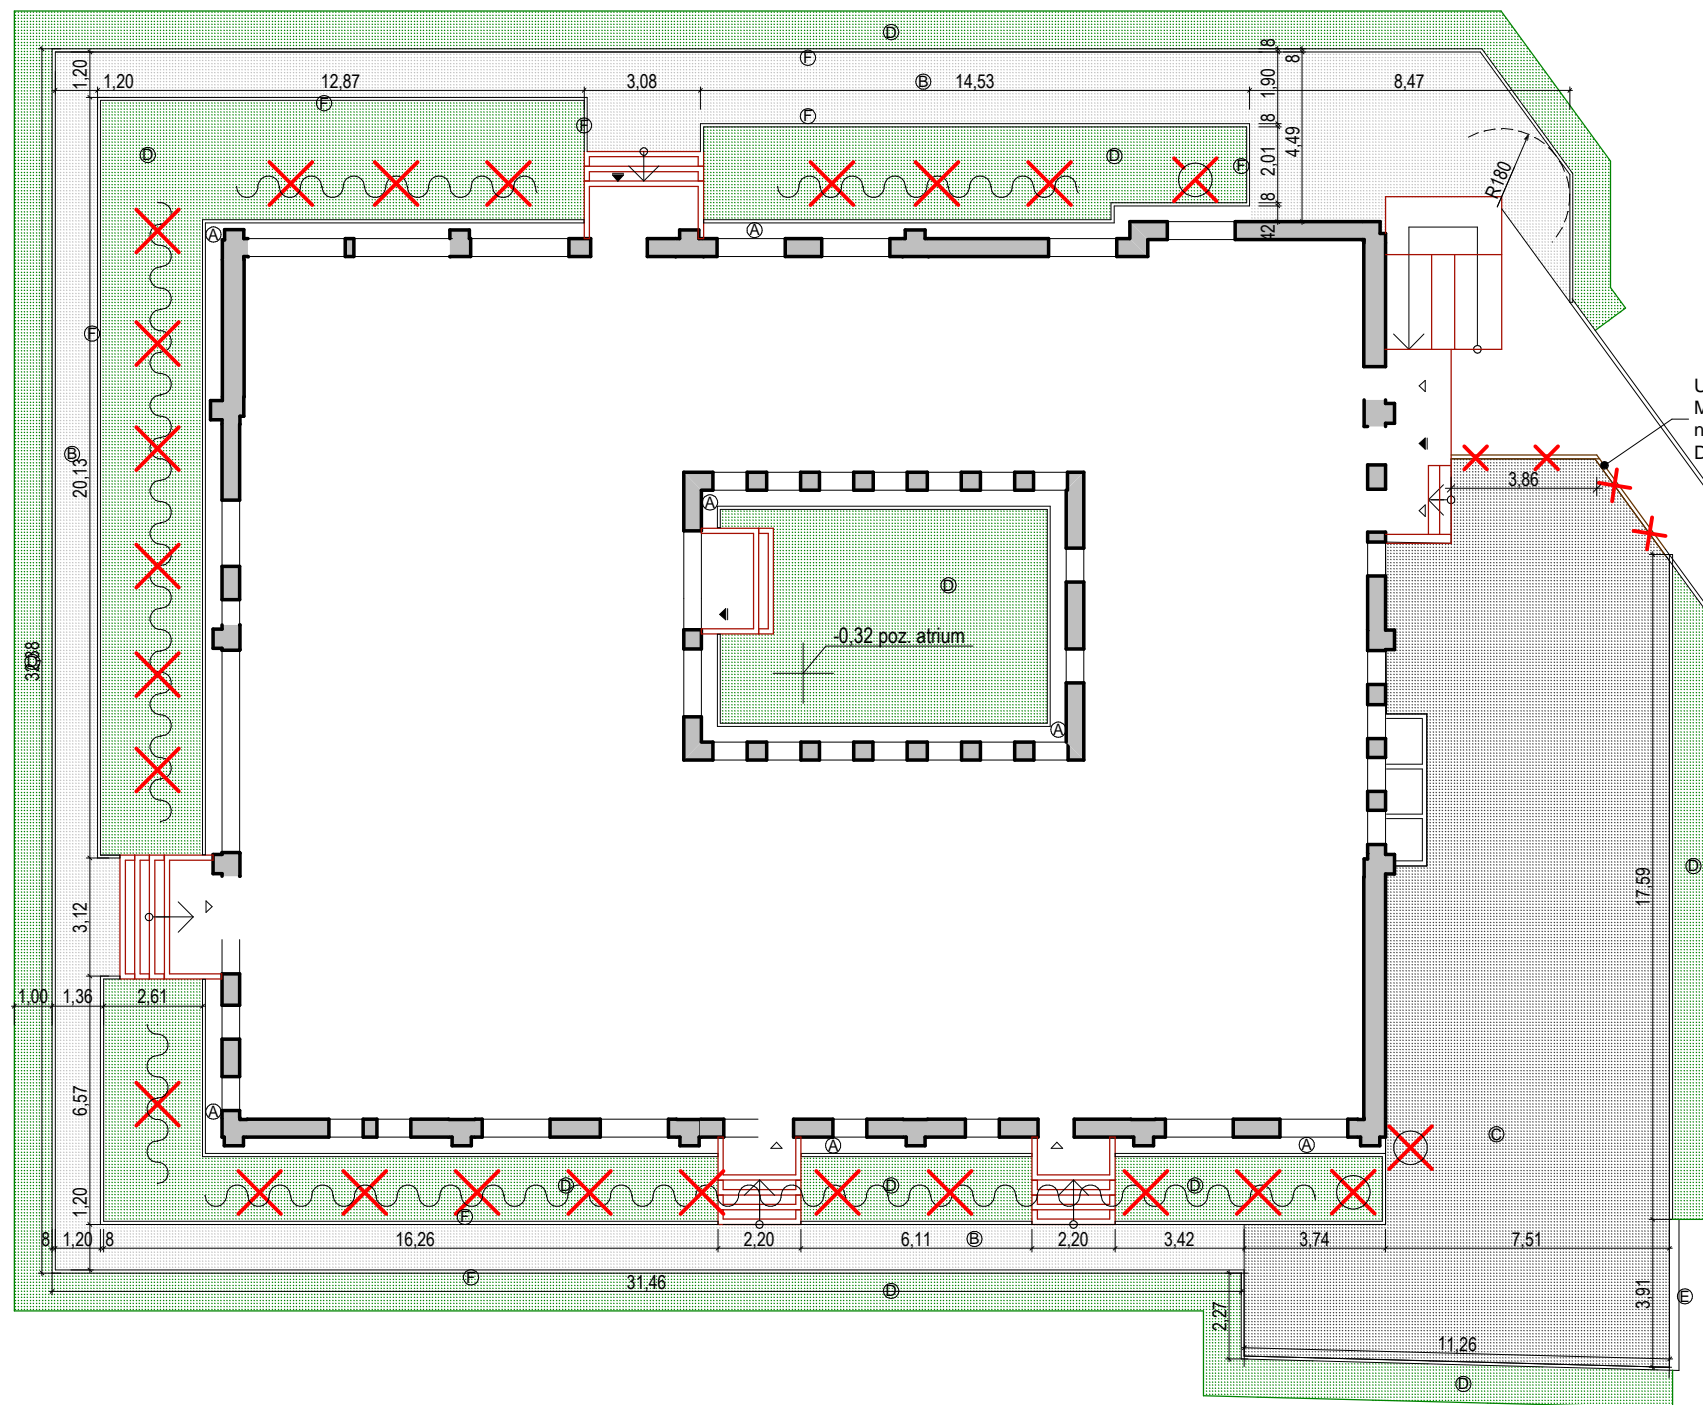 D
F
8
8
1,20
1,20
12,87
3,08
B
14,53
1,90
8,47
F
F
F
8
4,49
D
D
2,01
F
R180
8
A
A
42
F
U
M
n
D
B
20,13
3,86
A
D
-0,32 poz. atrium
D
A
D
17,59
3,12
1,00
1,36
2,61
6,57
A
C
A
A
1,20
D
D
D
F
8
1,20
8
16,26
2,20
6,11
B
2,20
3,42
3,74
7,51
F
31,46
D
3,91
E
2,27
11,26
D